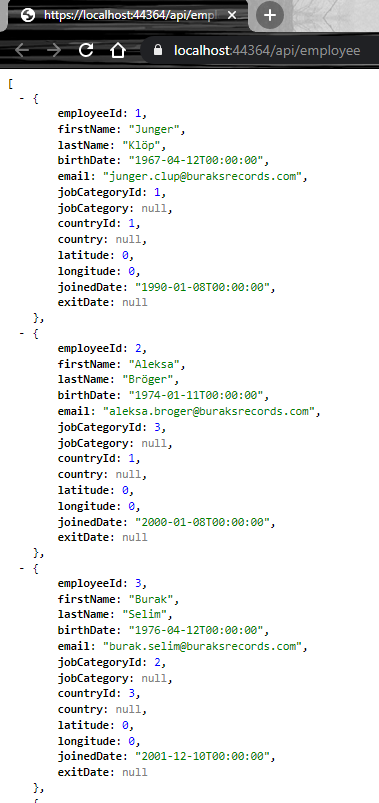 https://localhost:44364/api/empl
localhost:44364/api/employee
[
- {
employeeId: 1,
firstName: "Junger",
lastName: "Klöp",
birthDate: "1967-04-12T00:00:00",
email: "junger.clup@buraksrecords.com",
jobCategoryId: 1,
jobCategory: null,
countryId: 1,
country: null,
latitude: 0,
longitude: 0,
joinedDate: "1990-01-08T00:00:00",
exitDate: null
},
- {
employeeId: 2,
firstName: "Aleksa",
lastName: "Bröger",
birthDate: "1974-01-11T00:00:00",
email: "aleksa.broger@buraksrecords.com",
jobCategoryId: 3,
jobCategory: null,
countryId: 1,
country: null,
latitude: 0,
longitude: 0,
joinedDate: "2000-01-08T00:00:00",
exitDate: null
},
- {
employeeId: 3,
firstName: "Burak",
lastName: "Selim",
birthDate: "1976-04-12T00:00:00",
email: "burak.selim@buraksrecords.com",
jobCategoryId: 2,
jobCategory: null,
countryId: 3,
country: null,
latitude: 0,
longitude: 0,
joinedDate: "2001-12-10T00:00:00",
exitDate: null
},